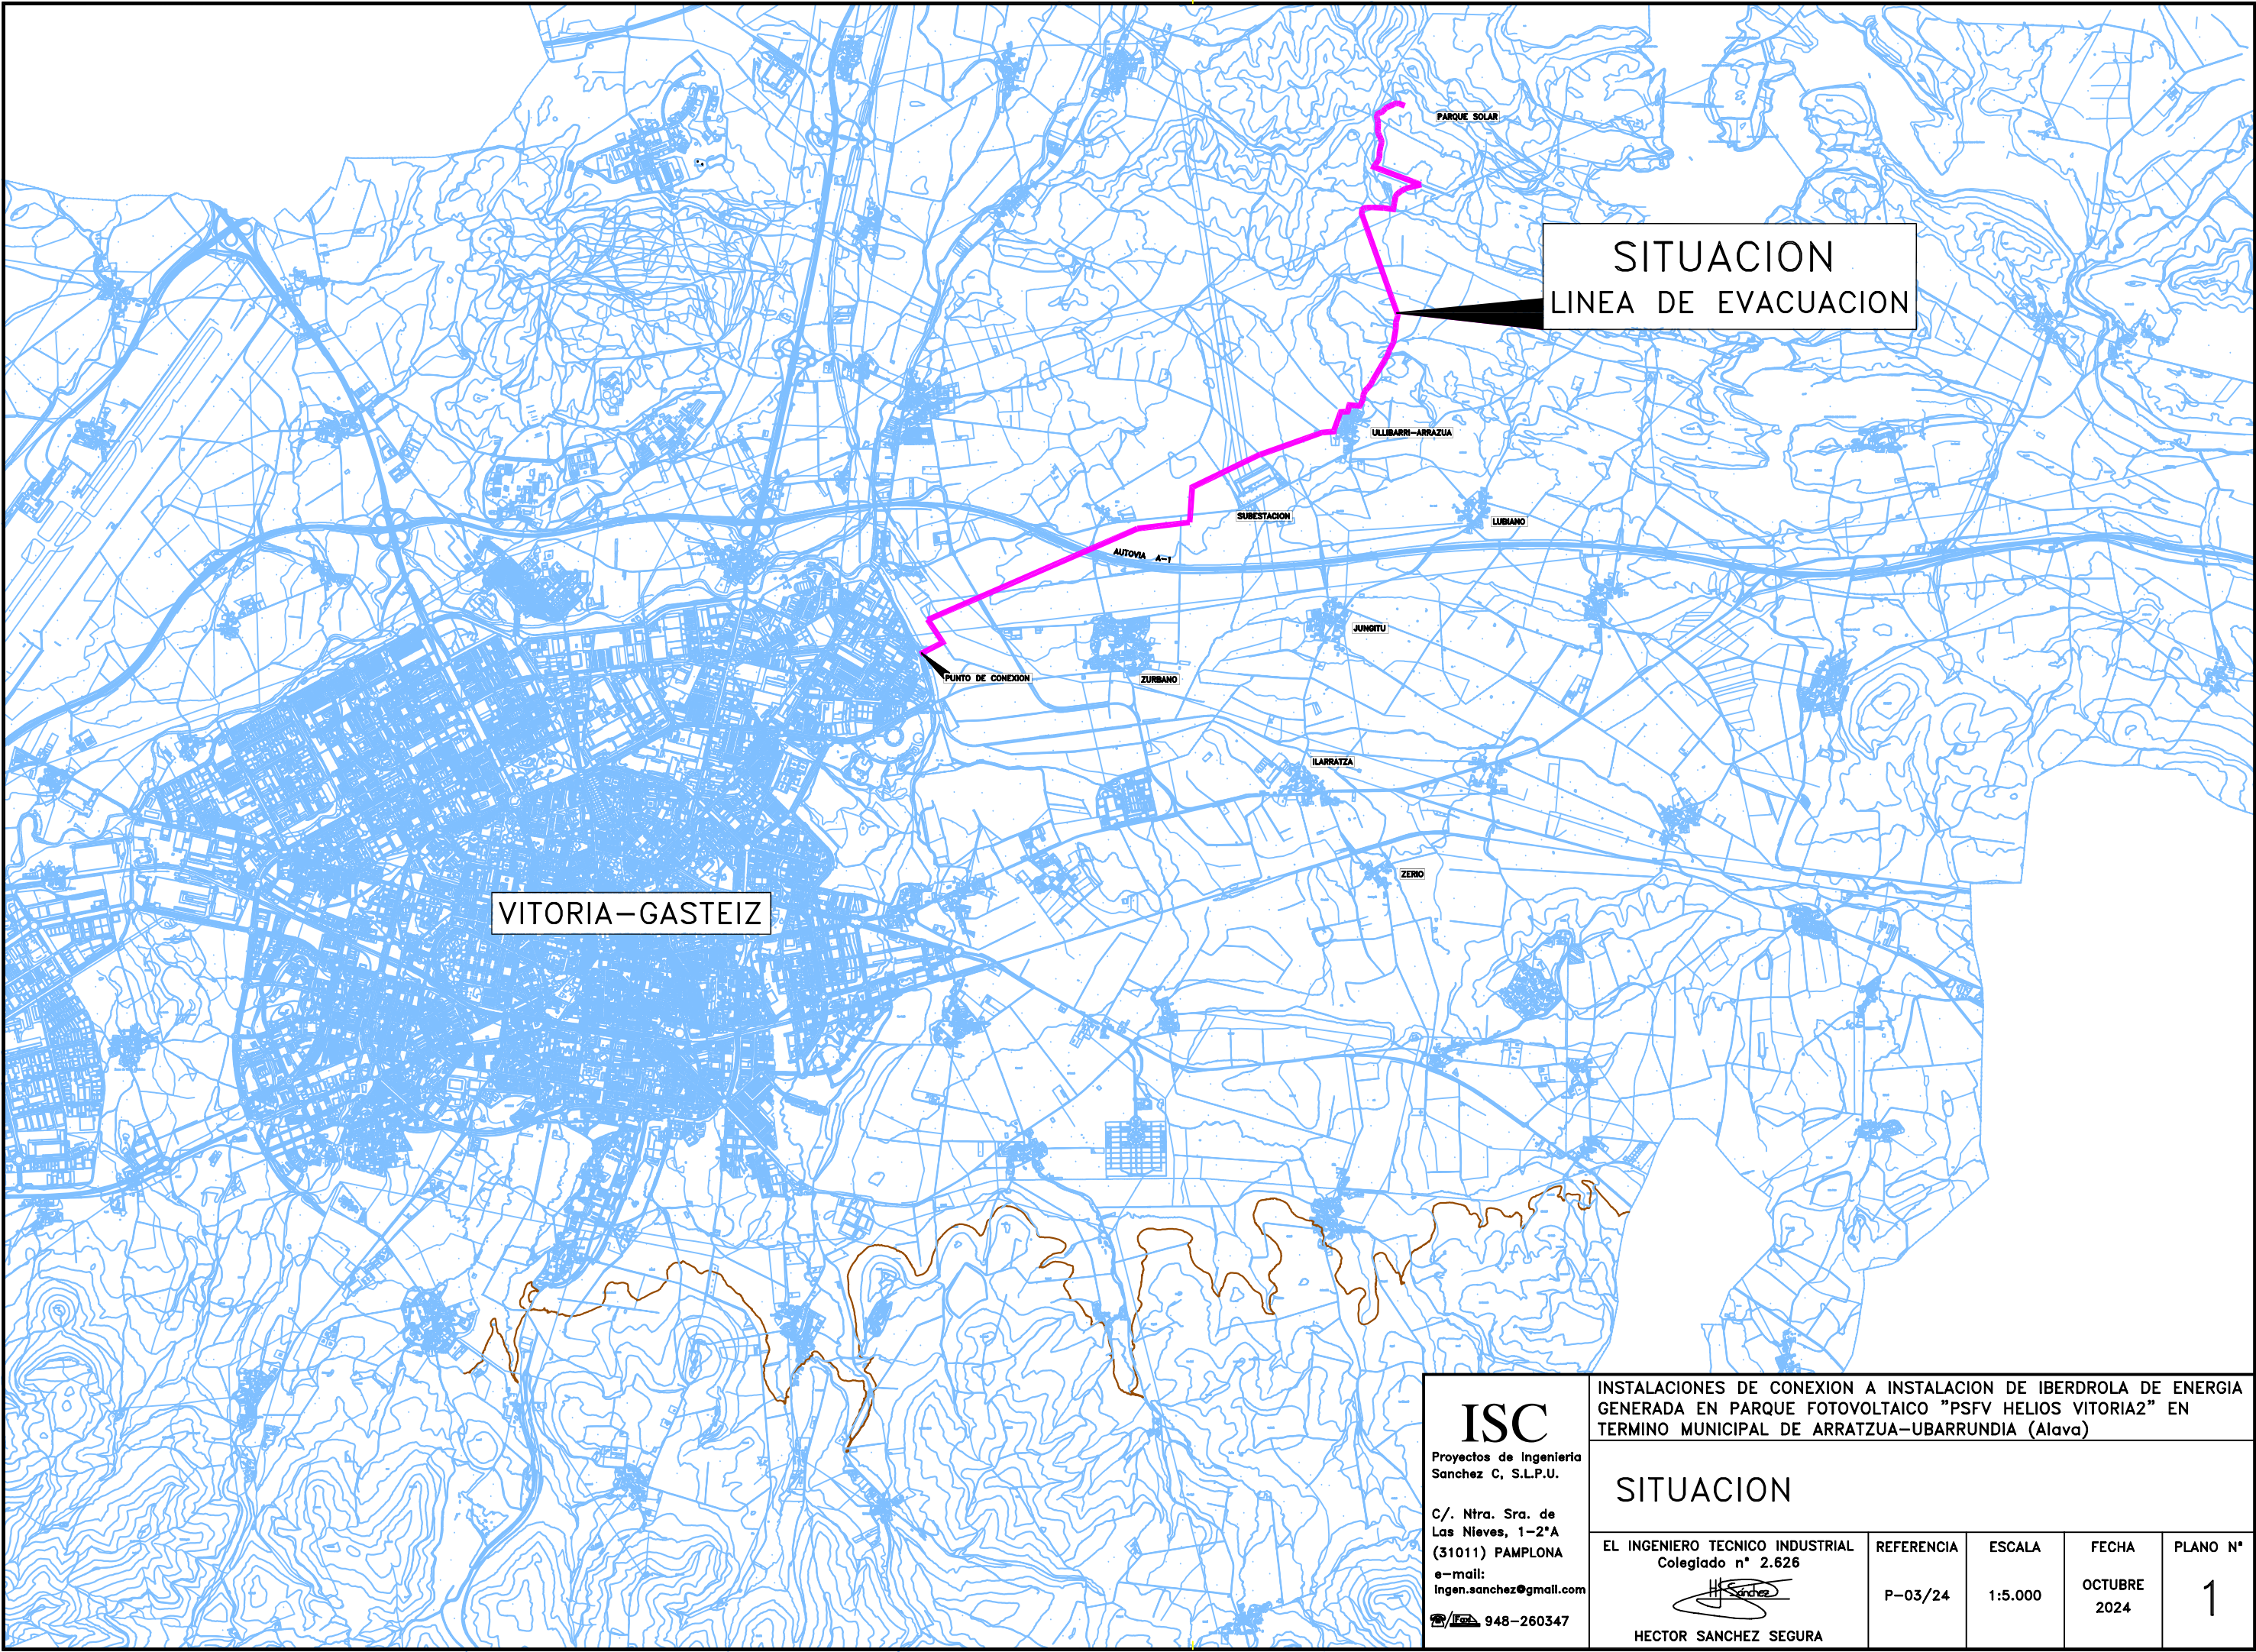 PARQUE SOLAR
SITUACION
LINEA DE EVACUACION
ULLIBARRI-ARRAZUA
SUBESTACION
LUBIANO
AUTOVIA A-1
JUNGITU
PUNTO DE CONEXION
ZURBANO
ILARRATZA
ZERIO
VITORIA-GASTEIZ
ISC
Proyectos de Ingenieria
Sanchez C, S.L.P.U.
C/. Ntra. Sra. de
Las Nieves, 1-2ºA
(31011) PAMPLONA
e-mail:
ingen.sanchez@gmail.com
Fax 948-260347
INSTALACIONES DE CONEXION A INSTALACION DE IBERDROLA DE ENERGIA
GENERADA EN PARQUE FOTOVOLTAICO "PSFV HELIOS VITORIA2" EN
TERMINO MUNICIPAL DE ARRATZUA-UBARRUNDIA (Alava)
SITUACION
EL INGENIERO TECNICO INDUSTRIAL
Colegiado nº 2.626
HJSánchez
HECTOR SANCHEZ SEGURA
REFERENCIA
P-03/24
ESCALA
1:5.000
FECHA
OCTUBRE
2024
PLANO Nº
1